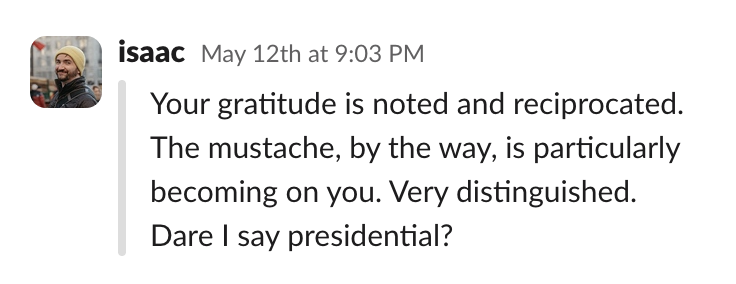 isaac May 12th at 9:03 PM
Your gratitude is noted and reciprocated.
The mustache, by the way, is particularly
becoming on you. Very distinguished.
Dare I say presidential?